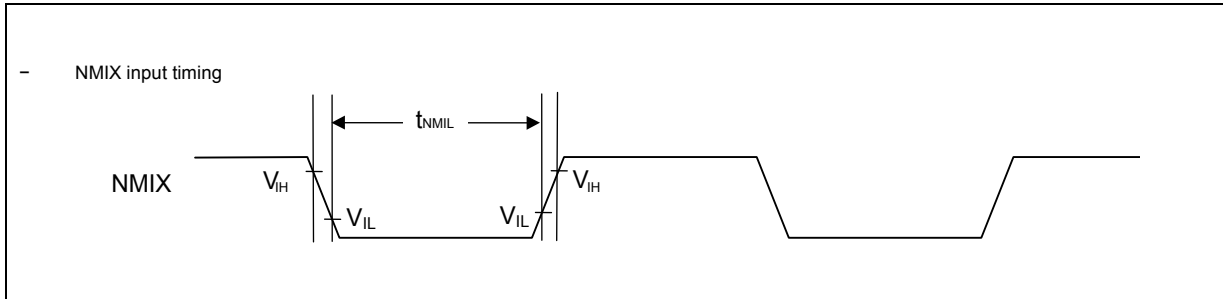 – NMIX input timing
tNMIL
NMIX
VIH
VIL
VIL
VIH